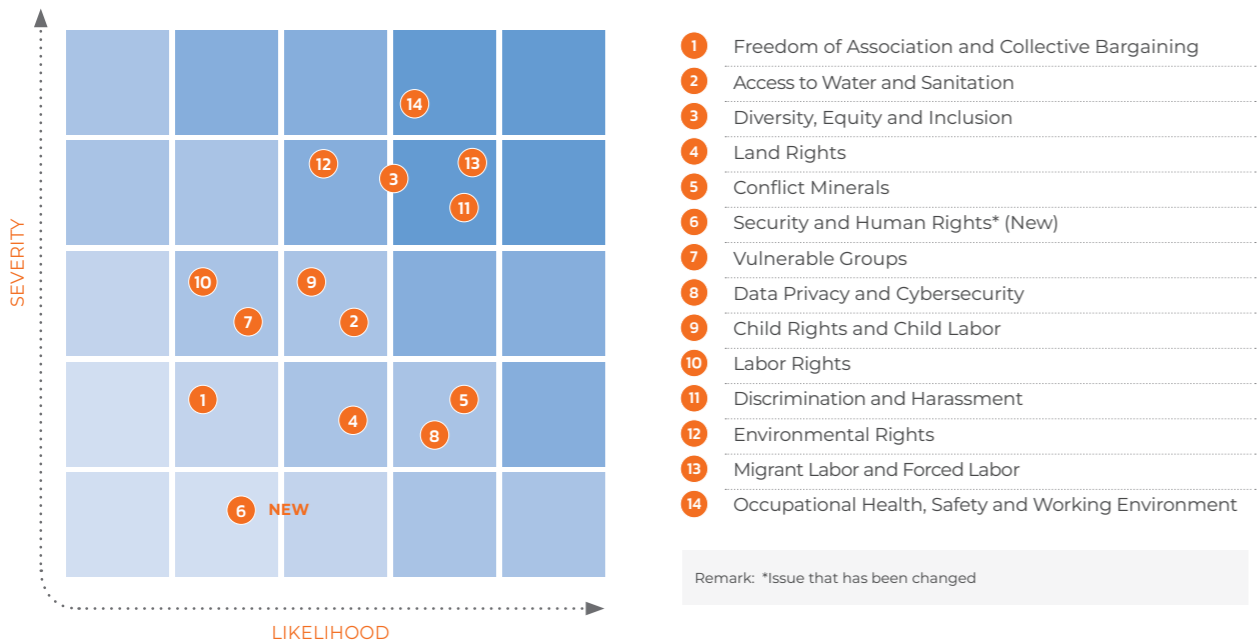 SEVERITY
14
12
13
3
11
10
9
7
2
1
5
4
8
6 NEW
LIKELIHOOD
1 Freedom of Association and Collective Bargaining
2 Access to Water and Sanitation
3 Diversity, Equity and Inclusion
4 Land Rights
5 Conflict Minerals
6 Security and Human Rights* (New)
7 Vulnerable Groups
8 Data Privacy and Cybersecurity
9 Child Rights and Child Labor
10 Labor Rights
11 Discrimination and Harassment
12 Environmental Rights
13 Migrant Labor and Forced Labor
14 Occupational Health, Safety and Working Environment
Remark: *Issue that has been changed